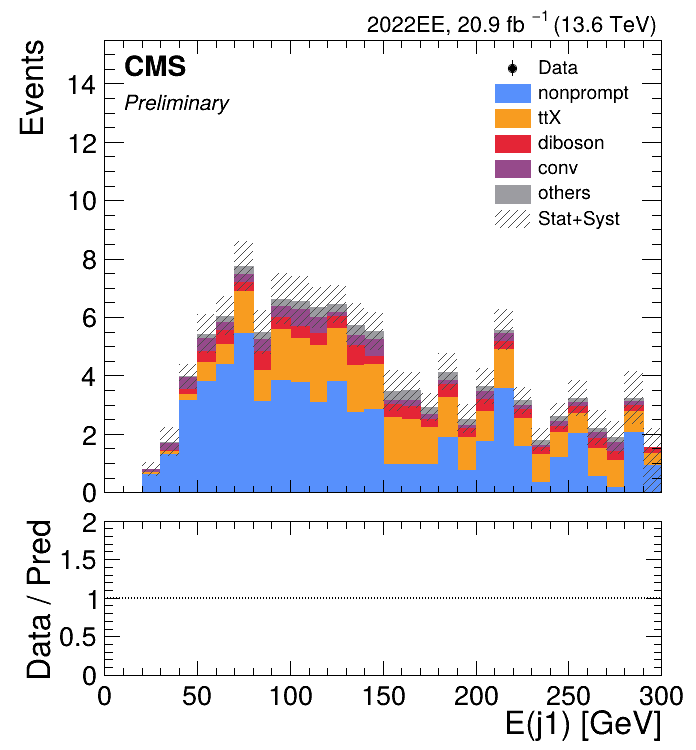 2022EE, 20.9 fb⁻¹ (13.6 TeV)
CMS
Preliminary
Data
nonprompt
ttX
diboson
conv
others
Stat+Syst
Events
14
12
10
8
6
4
2
0
Data / Pred
2
1.5
1
0.5
0
0 50 100 150 200 250 300
E(j1) [GeV]